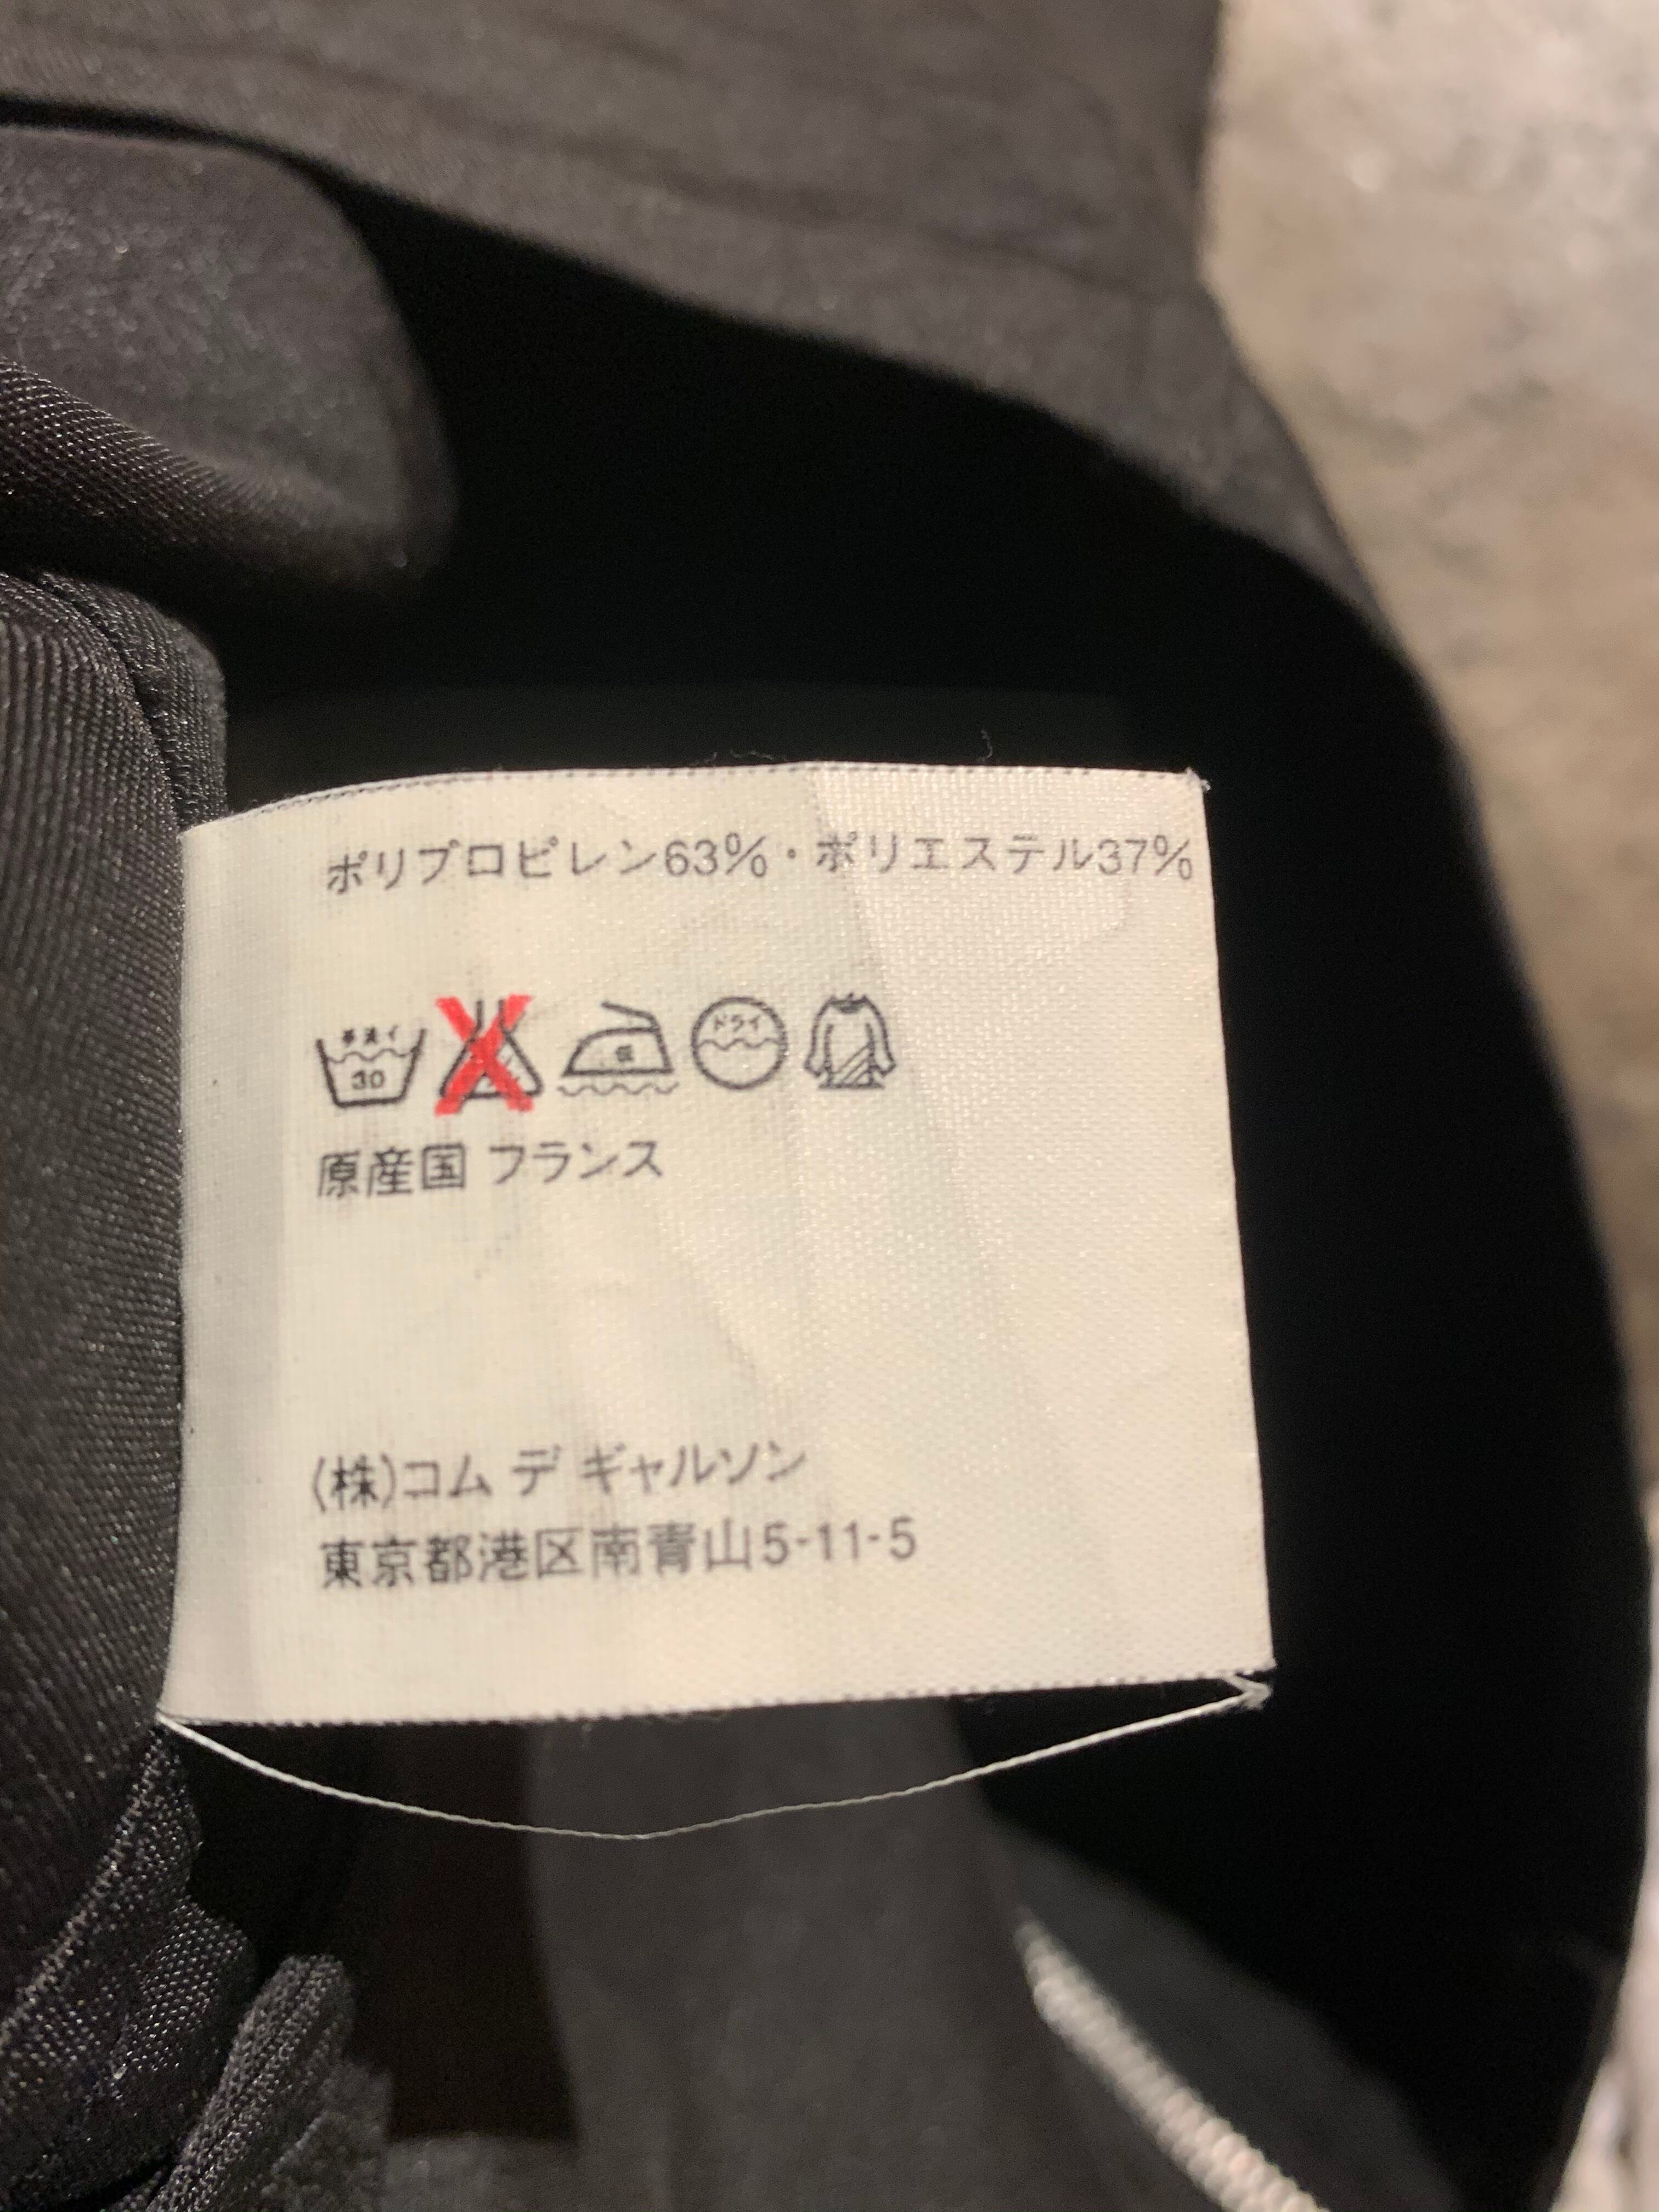 ポリプロピレン63%・ポリエステル37%
手洗イ
30
ドライ
原産国 フランス
(株)コム デ ギャルソン
東京都港区南青山5-11-5